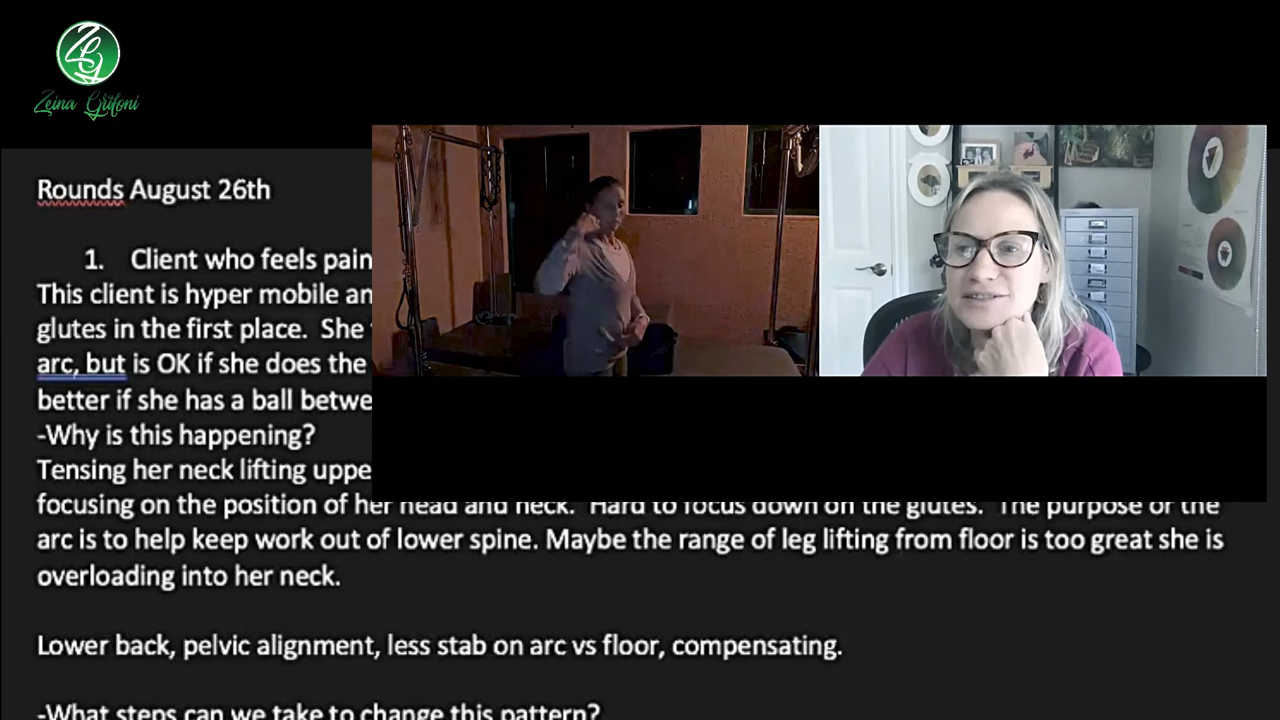 ZG
Zeina Grifoni
Rounds August 26th
1. Client who feels pain
This client is hyper mobile an
glutes in the first place. She
arc, but is OK if she does the
better if she has a ball betwe
-Why is this happening?
Tensing her neck lifting uppe
focusing on the position of her head and neck. Hard to focus down on the glutes. The purpose of the
arc is to help keep work out of lower spine. Maybe the range of leg lifting from floor is too great she is
overloading into her neck.
Lower back, pelvic alignment, less stab on arc vs floor, compensating.
-What steps can we take to change this pattern?